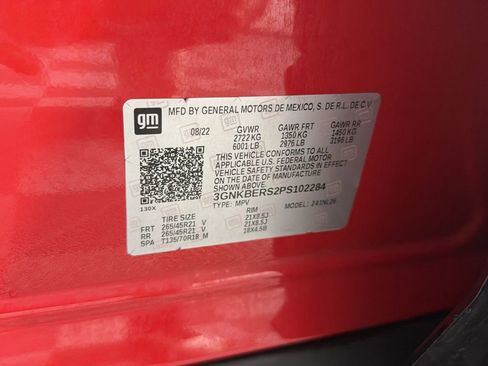 gm
MFD BY GENERAL MOTORS DE MEXICO, S. DE R.L. DE C.V
08/22 GVWR GAWR FRT GAWR RR
2722 KG 1350 KG 1450 KG
6001 LB 2976 LB 3196 LB
THIS VEHICLE CONFORMS TO ALL
APPLICABLE U.S. FEDERAL MOTOR
VEHICLE SAFETY STANDARDS IN EFFECT
ON THE DATE OF MANUFACTURE SHOWN ABOVE.
3GNKBERS2PS102284
130X TYPE: MPV MODEL: 241NL26
TIRE SIZE RIM
FRT 265/45R21 V 21X8.5J
RR 265/45R21 V 21X8.5J
SPA T135/70R18 M 18X4.5B